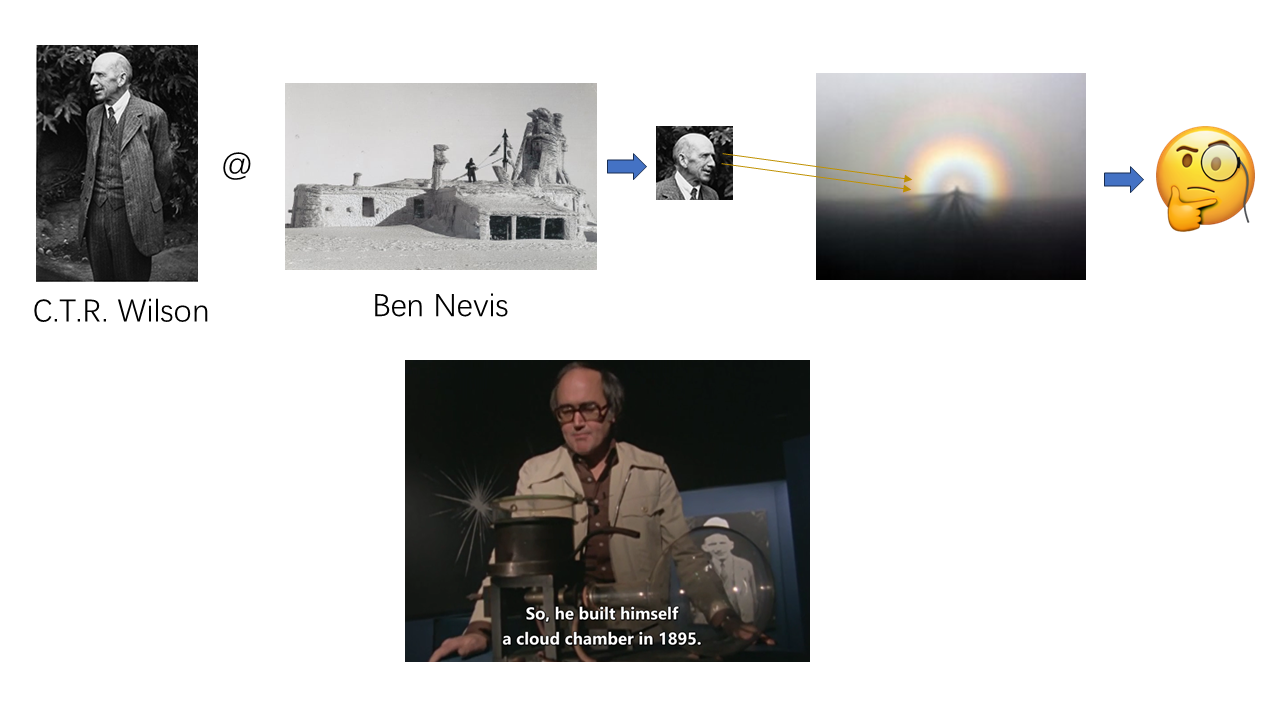 @
C.T.R. Wilson
Ben Nevis
So, he built himself
a cloud chamber in 1895.